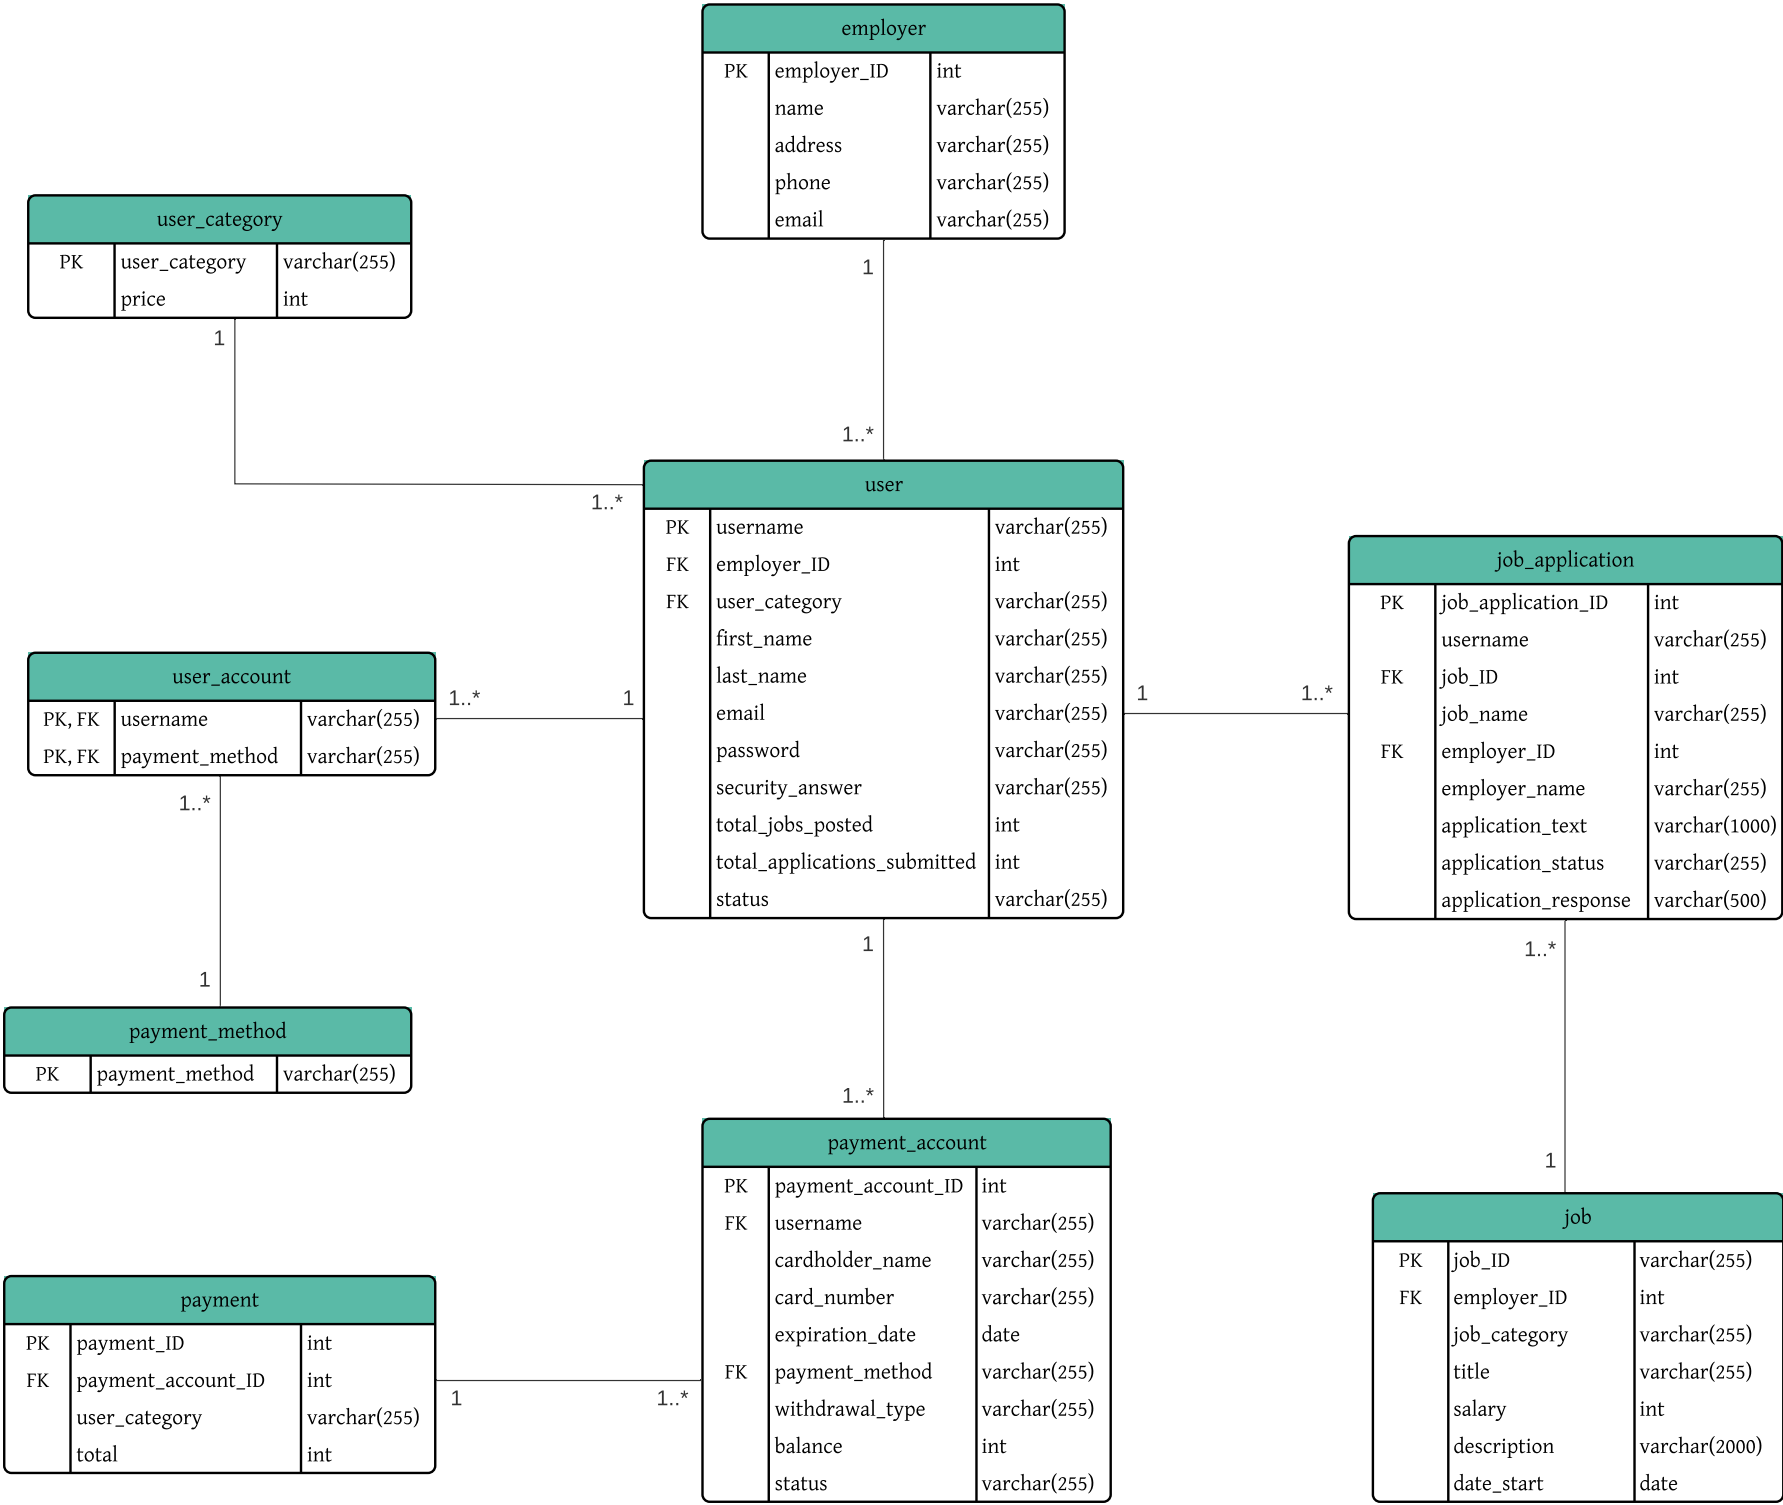 employer
PK employer_ID int
name varchar(255)
address varchar(255)
phone varchar(255)
email varchar(255)
user_category
PK user_category varchar(255)
price int
1
1
1..*
1..*
user
PK username varchar(255)
FK employer_ID int
FK user_category varchar(255)
first_name varchar(255)
last_name varchar(255)
email varchar(255)
password varchar(255)
security_answer varchar(255)
total_jobs_posted int
total_applications_submitted int
status varchar(255)
job_application
PK job_application_ID int
username varchar(255)
FK job_ID int
job_name varchar(255)
FK employer_ID int
employer_name varchar(255)
application_text varchar(1000)
application_status varchar(255)
application_response varchar(500)
user_account
PK, FK username varchar(255)
PK, FK payment_method varchar(255)
1..* 1
1 1..*
1..*
1
payment_method
PK payment_method varchar(255)
1
1..*
1..*
1
payment_account
PK payment_account_ID int
FK username varchar(255)
cardholder_name varchar(255)
card_number varchar(255)
expiration_date date
FK payment_method varchar(255)
withdrawal_type varchar(255)
balance int
status varchar(255)
job
PK job_ID varchar(255)
FK employer_ID int
job_category varchar(255)
title varchar(255)
salary int
description varchar(2000)
date_start date
payment
PK payment_ID int
FK payment_account_ID int
user_category varchar(255)
total int
1 1..*